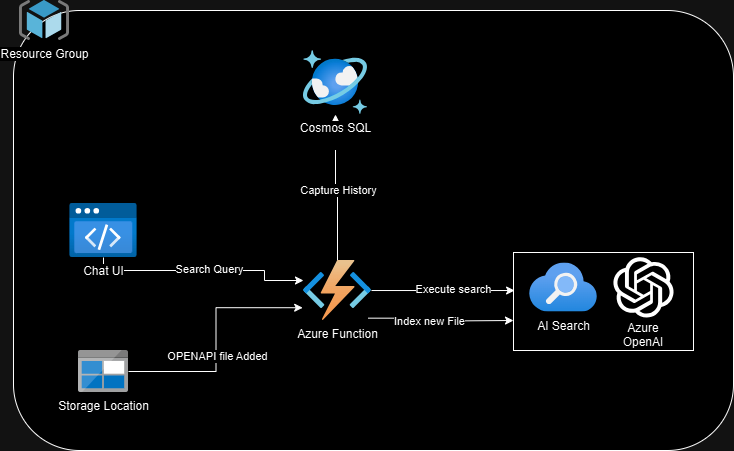 Resource Group
Cosmos SQL
Capture History
Chat UI
Search Query
Execute search
Azure Function
Index new File
AI Search
Azure
OpenAI
OPENAPI file Added
Storage Location